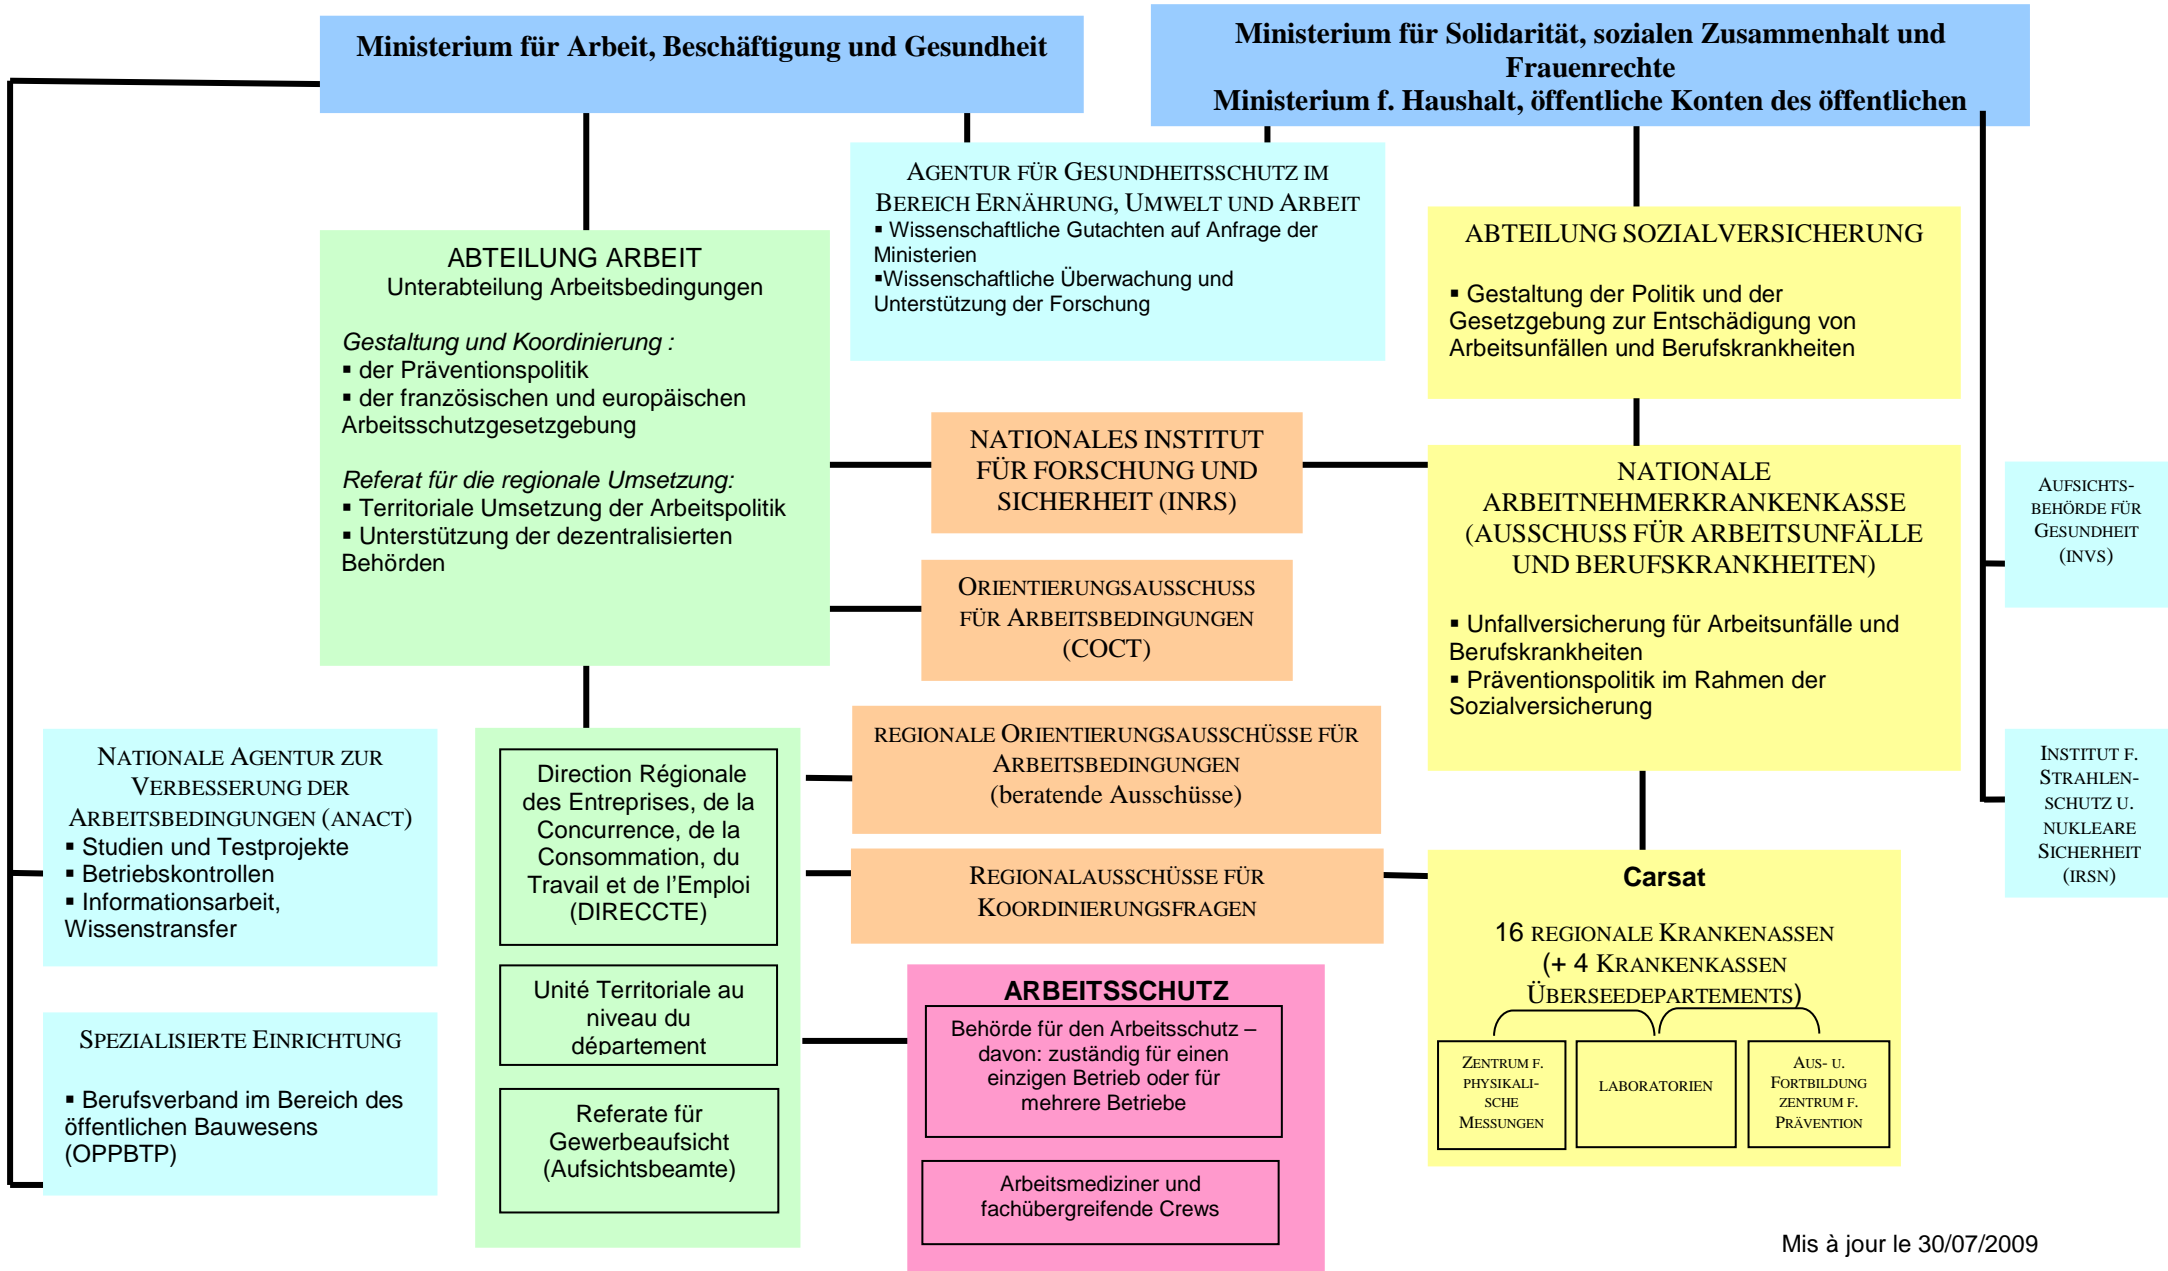 Ministerium für Arbeit, Beschäftigung und Gesundheit
Ministerium für Solidarität, sozialen Zusammenhalt und
Frauenrechte
Ministerium f. Haushalt, öffentliche Konten des öffentlichen
AGENTUR FÜR GESUNDHEITSSCHUTZ IM
BEREICH ERNÄHRUNG, UMWELT UND ARBEIT
▪ Wissenschaftliche Gutachten auf Anfrage der
Ministerien
▪Wissenschaftliche Überwachung und
Unterstützung der Forschung
ABTEILUNG ARBEIT
Unterabteilung Arbeitsbedingungen
Gestaltung und Koordinierung :
▪ der Präventionspolitik
▪ der französischen und europäischen
Arbeitsschutzgesetzgebung
Referat für die regionale Umsetzung:
▪ Territoriale Umsetzung der Arbeitspolitik
▪ Unterstützung der dezentralisierten
Behörden
ABTEILUNG SOZIALVERSICHERUNG
▪ Gestaltung der Politik und der
Gesetzgebung zur Entschädigung von
Arbeitsunfällen und Berufskrankheiten
NATIONALES INSTITUT
FÜR FORSCHUNG UND
SICHERHEIT (INRS)
ORIENTIERUNGSAUSSCHUSS
FÜR ARBEITSBEDINGUNGEN
(COCT)
NATIONALE
ARBEITNEHMERKRANKENKASSE
(AUSSCHUSS FÜR ARBEITSUNFÄLLE
UND BERUFSKRANKHEITEN)
▪ Unfallversicherung für Arbeitsunfälle und
Berufskrankheiten
▪ Präventionspolitik im Rahmen der
Sozialversicherung
AUFSICHTS-
BEHÖRDE FÜR
GESUNDHEIT
(INVS)
INSTITUT F.
STRAHLEN-
SCHUTZ U.
NUKLEARE
SICHERHEIT
(IRSN)
NATIONALE AGENTUR ZUR
VERBESSERUNG DER
ARBEITSBEDINGUNGEN (ANACT)
▪ Studien und Testprojekte
▪ Betriebskontrollen
▪ Informationsarbeit,
Wissenstransfer
SPEZIALISIERTE EINRICHTUNG
▪ Berufsverband im Bereich des
öffentlichen Bauwesens
(OPPBTP)
Direction Régionale
des Entreprises, de la
Concurrence, de la
Consommation, du
Travail et de l'Emploi
(DIRECCTE)
Unité Territoriale au
niveau du
département
Referate für
Gewerbeaufsicht
(Aufsichtsbeamte)
REGIONALE ORIENTIERUNGSAUSSCHÜSSE FÜR
ARBEITSBEDINGUNGEN
(beratende Ausschüsse)
REGIONALAUSSCHÜSSE FÜR
KOORDINIERUNGSFRAGEN
ARBEITSSCHUTZ
Behörde für den Arbeitsschutz –
davon: zuständig für einen
einzigen Betrieb oder für
mehrere Betriebe
Arbeitsmediziner und
fachübergreifende Crews
Carsat
16 REGIONALE KRANKENASSEN
(+ 4 KRANKENKASSEN
ÜBERSEEDEPARTEMENTS)
ZENTRUM F.
PHYSIKALI-
SCHE
MESSUNGEN
LABORATORIEN
AUS- U.
FORTBILDUNG
ZENTRUM F.
PRÄVENTION
Mis à jour le 30/07/2009